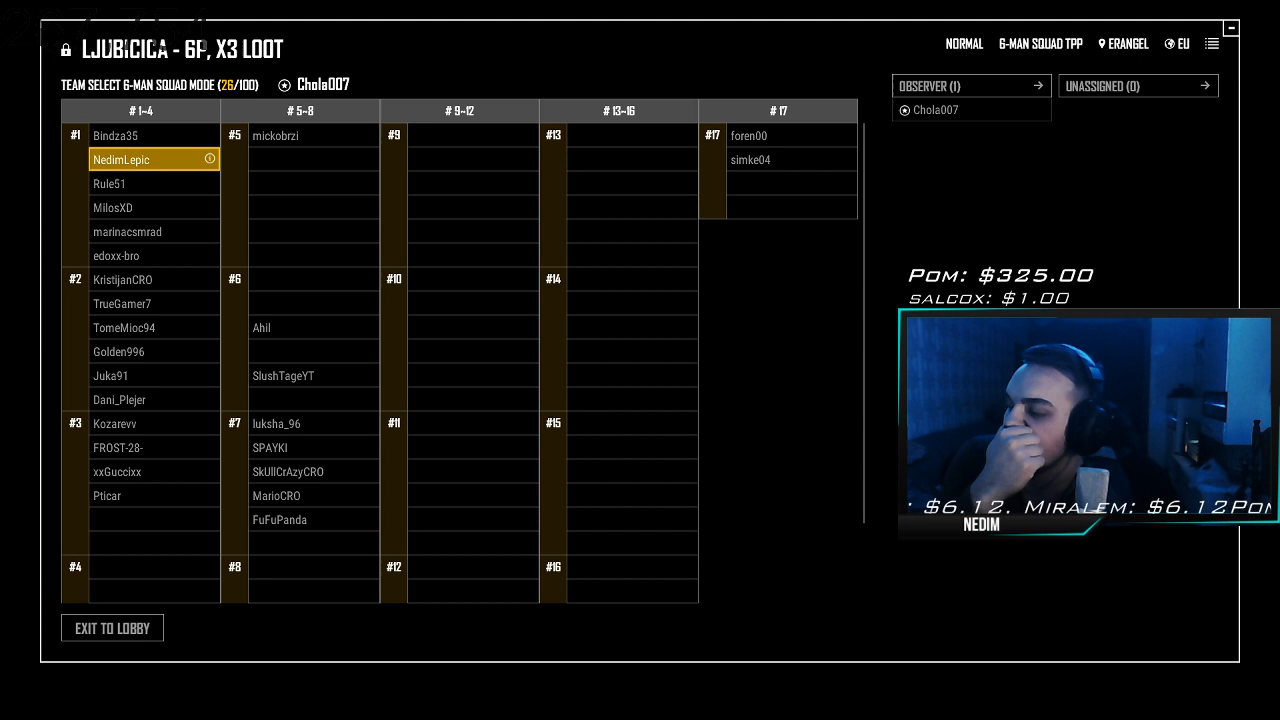 LJUBICICA - 6P, X3 LOOT
NORMAL 6-MAN SQUAD TPP ERANGEL EU
TEAM SELECT 6-MAN SQUAD MODE (26/100) Chola007
OBSERVER (1) UNASSIGNED (0)
Chola007
# 1~4 # 5~8 # 9~12 # 13~16 # 17
#1 Bindza35 #5 mickobrzi #9 #13 #17 foren00
NedimLepic simke04
Rule51
MilosXD
marinacsmrad
edoxx-bro
#2 KristijanCRO #6 #10 #14
TrueGamer7
TomeMioc94 Ahil
Golden996
Juka91 SlushTageYT
Dani_Plejer
#3 Kozarevv #7 luksha_96 #11 #15
FROST-28- SPAYKI
xxGuccixx SkUllCrAzyCRO
Pticar MarioCRO
FuFuPanda
#4 #8 #12 #16
EXIT TO LOBBY
POM: $325.00
SALCOX: $1.00
: $6.12. MIRALEM: $6.12POM
NEDIM